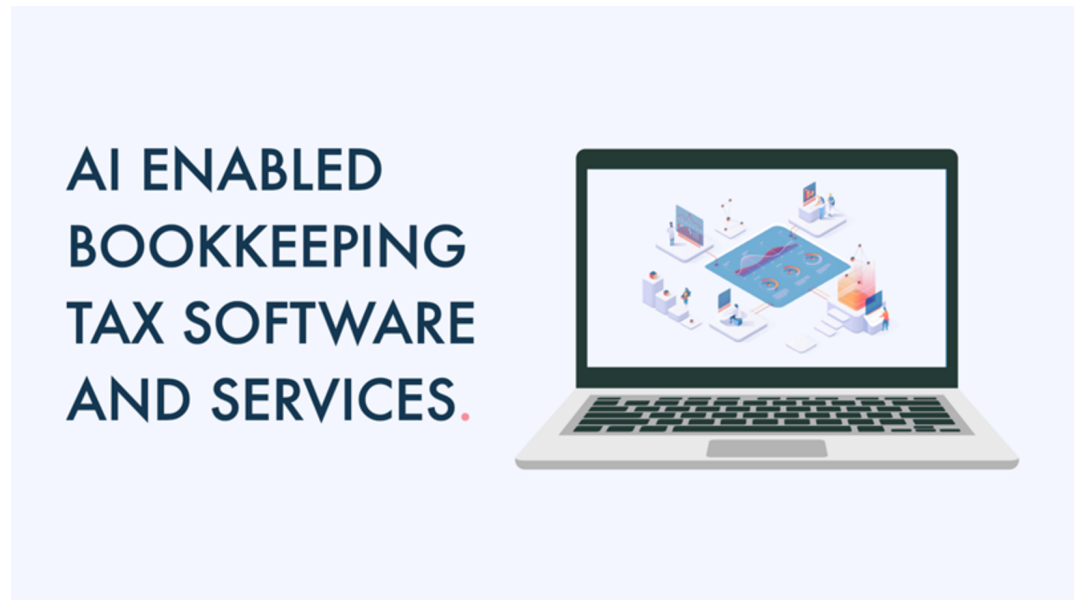 AI ENABLED
BOOKKEEPING
TAX SOFTWARE
AND SERVICES.